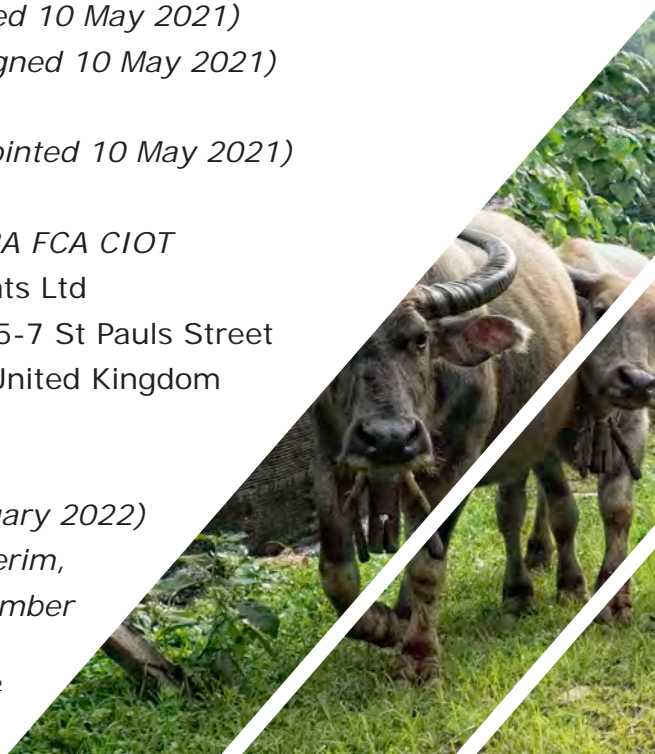 ed 10 May 2021)
gned 10 May 2021)
ointed 10 May 2021)
A FCA CIOT
ts Ltd
5-7 St Pauls Street
United Kingdom
ary 2022)
erim,
mber